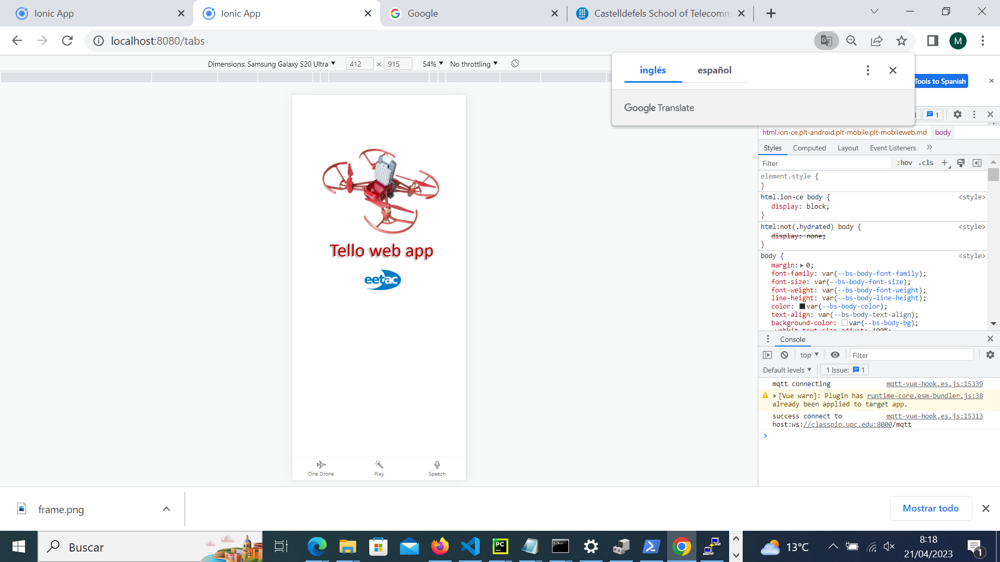 Ionic App
Ionic App
Google
Castelldefels School of Telecomm
localhost:8080/tabs
M
Dimensions: Samsung Galaxy S20 Ultra
412 × 915
54%
No throttling
inglés español
Google Translate
Tools to Spanish
1
html.ion-ce.plt-android.plt-mobile.plt-mobileweb.md body
Styles Computed Layout Event Listeners
Filter :hov .cls
element.style {
}
html.ion-ce body { <style>
display: block;
}
html:not(.hydrated) body { <style>
display: none;
}
body { <style>
margin: 0;
font-family: var(--bs-body-font-family);
font-size: var(--bs-body-font-size);
font-weight: var(--bs-body-font-weight);
line-height: var(--bs-body-line-height);
color: var(--bs-body-color);
text-align: var(--bs-body-text-align);
background-color: var(--bs-body-bg);
-webkit-text-size-adjust: 100%;
Tello web app
eetac
One Drone
Play
Speech
Console
top Filter
Default levels 1 Issue: 1
mqtt connecting mqtt-vue-hook.es.js:15339
[Vue warn]: Plugin has runtime-core.esm-bundler.js:38
already been applied to target app.
success connect to mqtt-vue-hook.es.js:15313
host:ws://classpip.upc.edu:8000/mqtt
frame.png
Mostrar todo
Buscar
13°C
8:18
21/04/2023
1